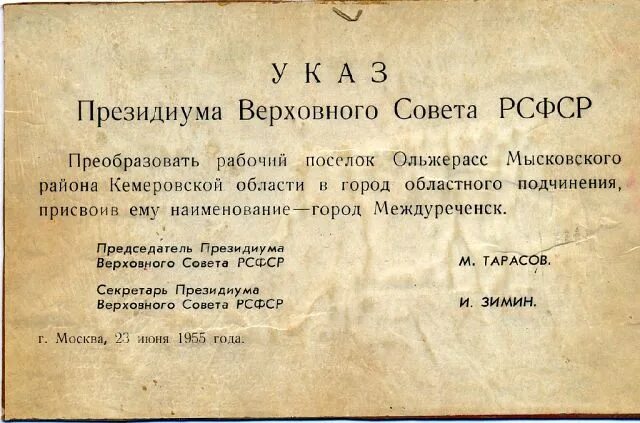 УКАЗ
Президиума Верховного Совета РСФСР
Преобразовать рабочий поселок Ольжерасс Мысковского
района Кемеровской области в город областного подчинения,
присвоив ему наименование—город Междуреченск.
Председатель Президиума
Верховного Совета РСФСР М. ТАРАСОВ.
Секретарь Президиума
Верховного Совета РСФСР И. ЗИМИН.
г. Москва, 23 июня 1955 года.